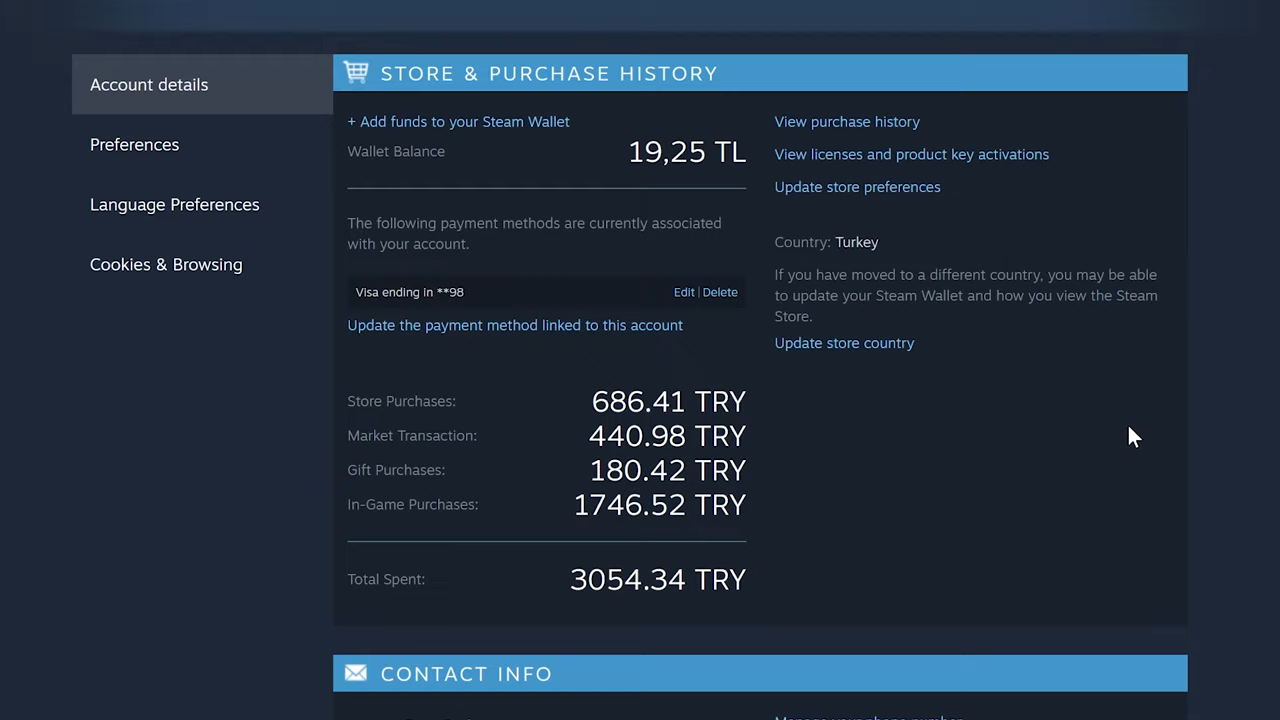 Account details
Preferences
Language Preferences
Cookies & Browsing
STORE & PURCHASE HISTORY
+ Add funds to your Steam Wallet
Wallet Balance 19,25 TL
The following payment methods are currently associated
with your account.
Visa ending in **98 Edit | Delete
Update the payment method linked to this account
Store Purchases: 686.41 TRY
Market Transaction: 440.98 TRY
Gift Purchases: 180.42 TRY
In-Game Purchases: 1746.52 TRY
Total Spent: 3054.34 TRY
View purchase history
View licenses and product key activations
Update store preferences
Country: Turkey
If you have moved to a different country, you may be able
to update your Steam Wallet and how you view the Steam
Store.
Update store country
CONTACT INFO